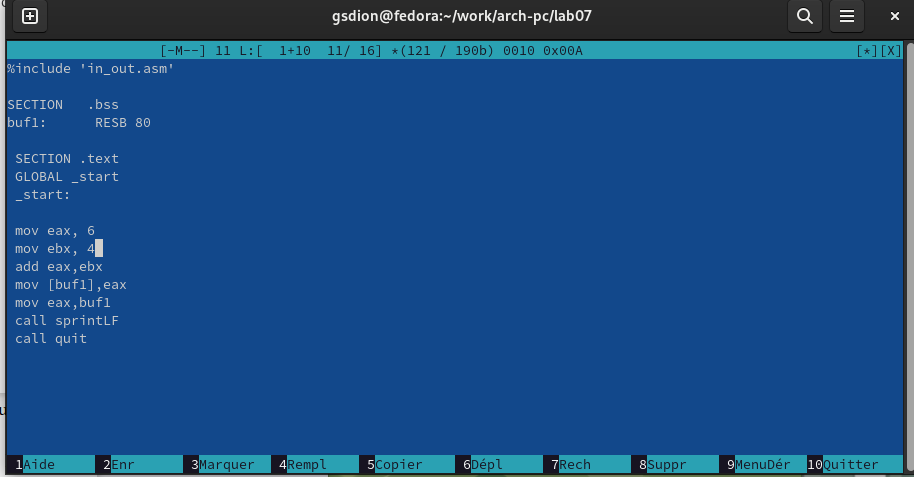 gsdion@fedora:~/work/arch-pc/lab07
[-M--] 11 L:[  1+10  11/ 16] *(121 / 190b) 0010 0x00A [*][X]
%include 'in_out.asm'
SECTION   .bss
buf1:      RESB 80
SECTION .text
GLOBAL _start
_start:
mov eax, 6
mov ebx, 4
add eax,ebx
mov [buf1],eax
mov eax,buf1
call sprintLF
call quit
1Aide 2Enr 3Marquer 4Rempl 5Copier 6Dépl 7Rech 8Suppr 9MenuDér 10Quitter